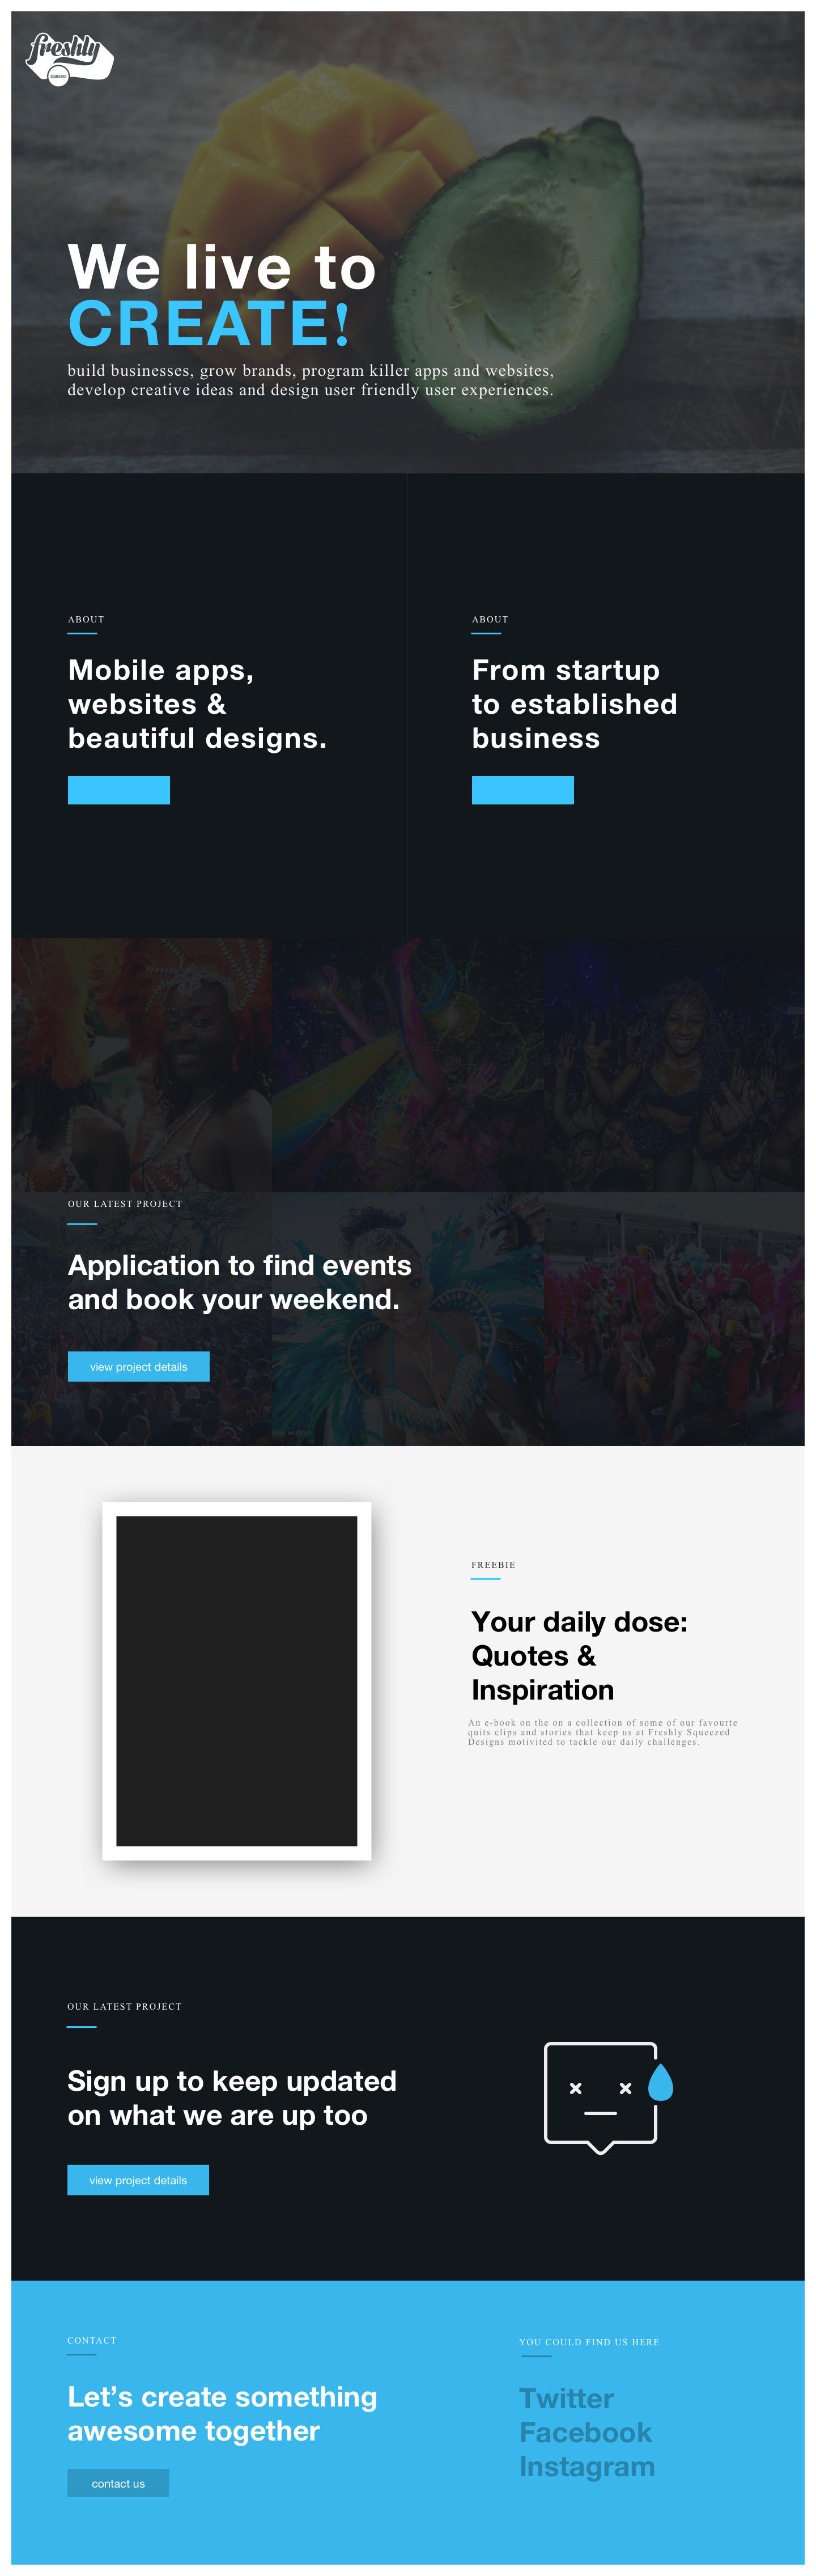 freshly
SQUEEZED
We live to
CREATE!
build businesses, grow brands, program killer apps and websites,
develop creative ideas and design user friendly user experiences.
ABOUT
Mobile apps,
websites &
beautiful designs.
ABOUT
From startup
to established
business
OUR LATEST PROJECT
Application to find events
and book your weekend.
view project details
FREEBIE
Your daily dose:
Quotes &
Inspiration
An e-book on the on a collection of some of our favourte
quits clips and stories that keep us at Freshly Squeezed
Designs motivited to tackle our daily challenges.
OUR LATEST PROJECT
Sign up to keep updated
on what we are up too
view project details
CONTACT
Let’s create something
awesome together
contact us
YOU COULD FIND US HERE
Twitter
Facebook
Instagram